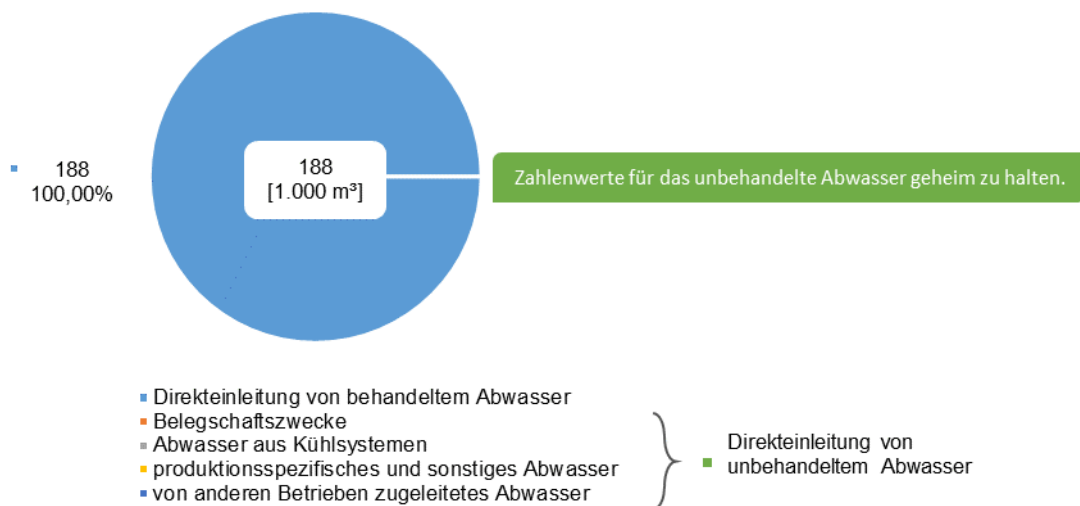 188
100,00%
188
[1.000 m³]
Zahlenwerte für das unbehandelte Abwasser geheim zu halten.
Direkteinleitung von behandeltem Abwasser
Belegschaftszwecke
Abwasser aus Kühlsystemen
produktionsspezifisches und sonstiges Abwasser
von anderen Betrieben zugeleitetes Abwasser
Direkteinleitung von
unbehandeltem Abwasser